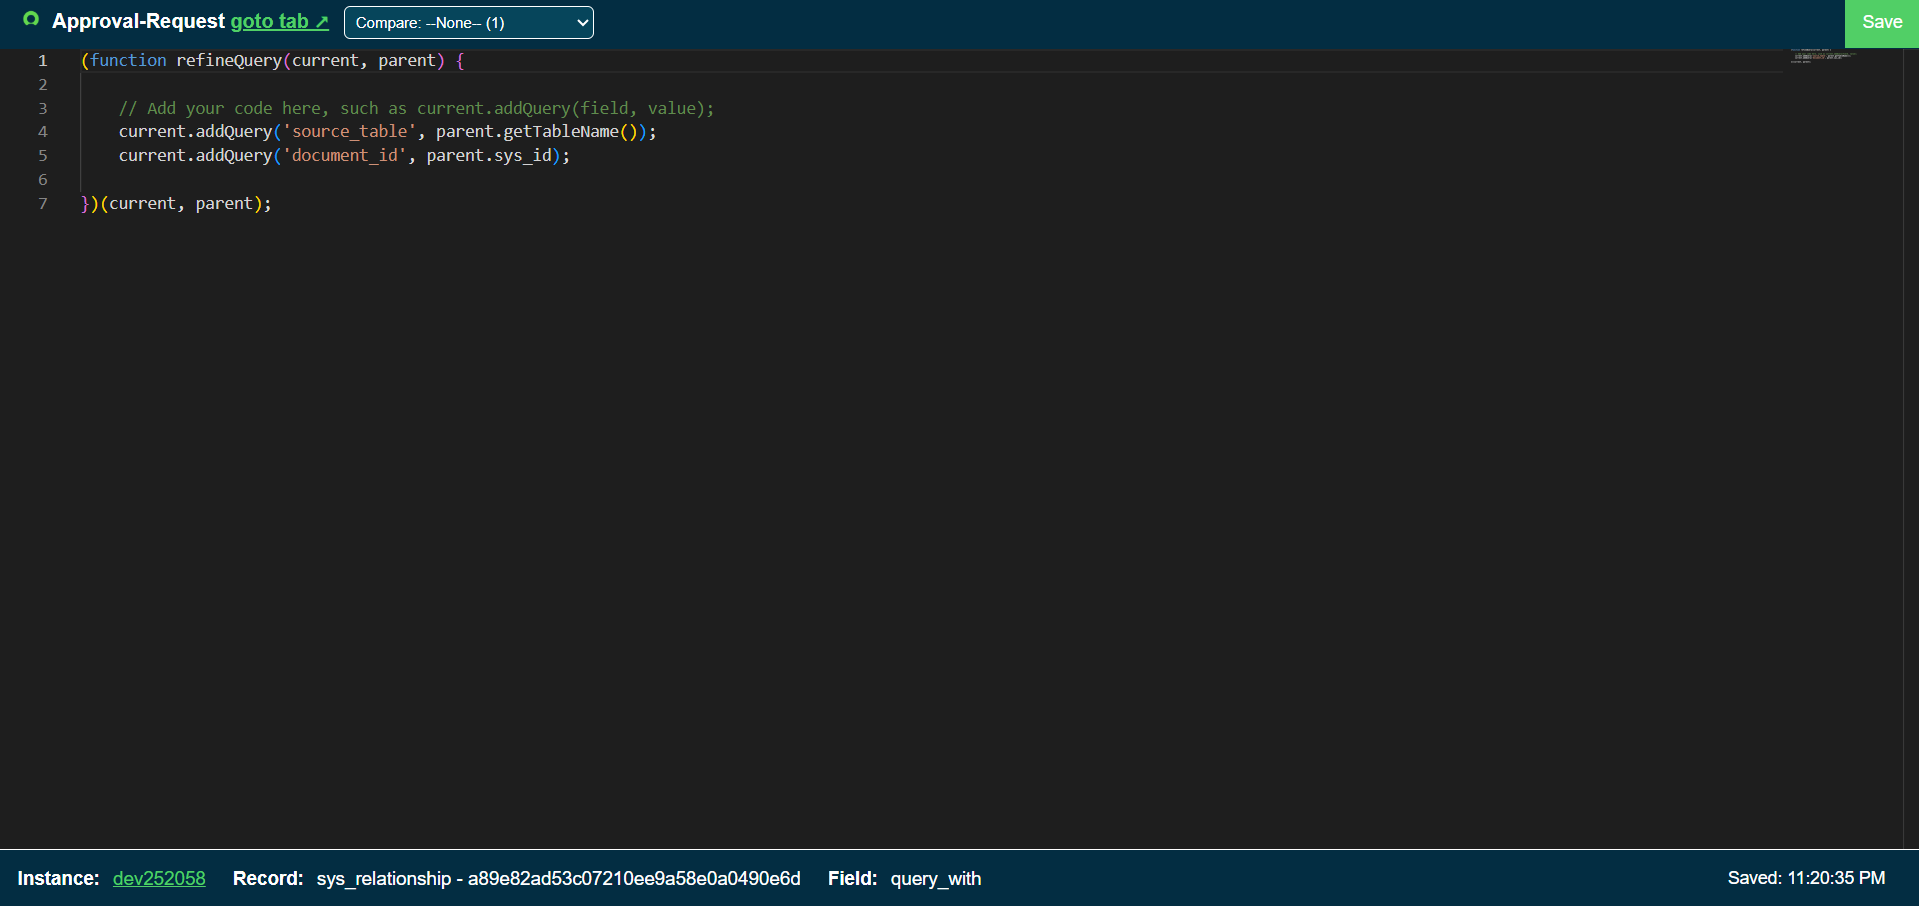 Approval-Request goto tab ↗ Compare: --None-- (1) Save
1 (function refineQuery(current, parent) {
2
3 // Add your code here, such as current.addQuery(field, value);
4 current.addQuery('source_table', parent.getTableName());
5 current.addQuery('document_id', parent.sys_id);
6
7 })(current, parent);
Instance: dev252058 Record: sys_relationship - a89e82ad53c07210ee9a58e0a0490e6d Field: query_with Saved: 11:20:35 PM